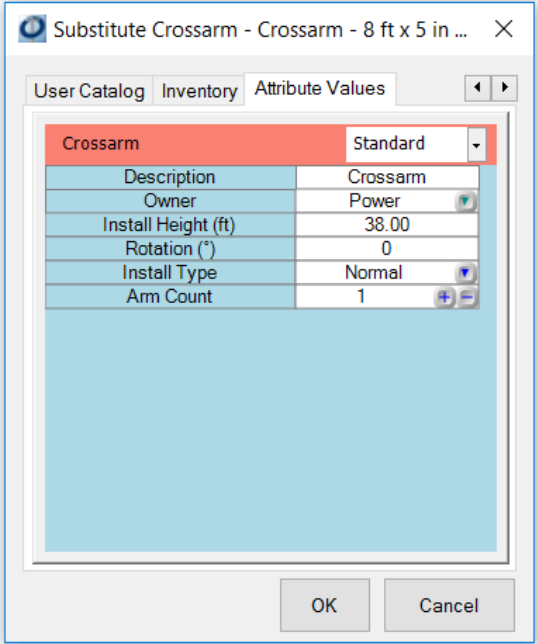 Substitute Crossarm - Crossarm - 8 ft x 5 in ...
User Catalog Inventory Attribute Values
Crossarm Standard
Description Crossarm
Owner Power
Install Height (ft) 38.00
Rotation (°) 0
Install Type Normal
Arm Count 1
OK Cancel